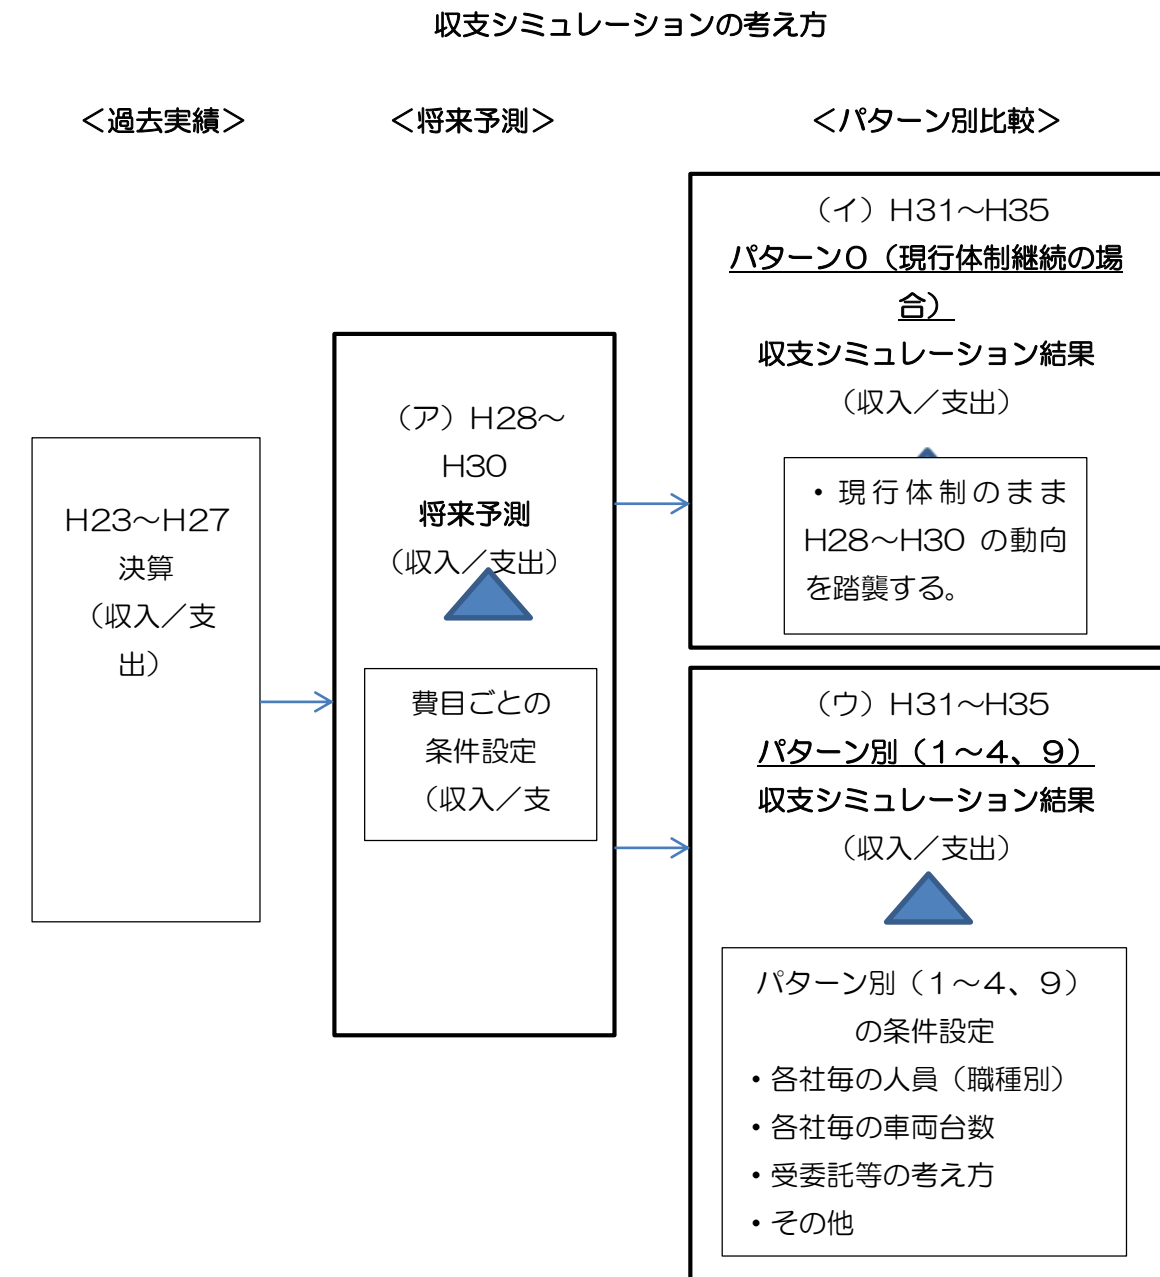 収支シミュレーションの考え方
＜過去実績＞
＜将来予測＞
＜パターン別比較＞
H23～H27
決算
（収入／支
出）
（ア）H28～
H30
将来予測
（収入／支出）
費目ごとの
条件設定
（収入／支
（イ）H31～H35
パターン０（現行体制継続の場
合）
収支シミュレーション結果
（収入／支出）
・現行体制のまま
H28～H30 の動向
を踏襲する。
（ウ）H31～H35
パターン別（１～４、９）
収支シミュレーション結果
（収入／支出）
パターン別（１～４、９）
の条件設定
・各社毎の人員（職種別）
・各社毎の車両台数
・受委託等の考え方
・その他